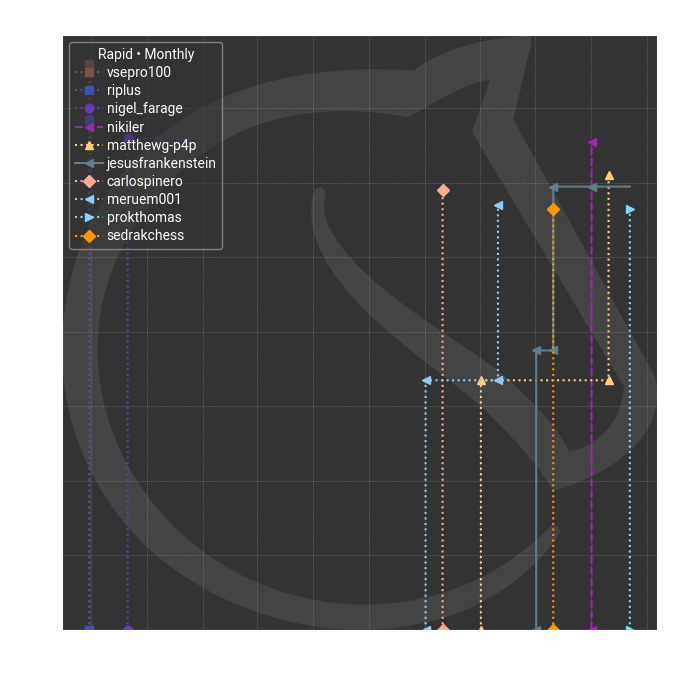 Rapid • Monthly
vsepro100
riplus
nigel_farage
nikiler
matthewg-p4p
jesusfrankenstein
carlospinero
meruem001
prokthomas
sedrakchess